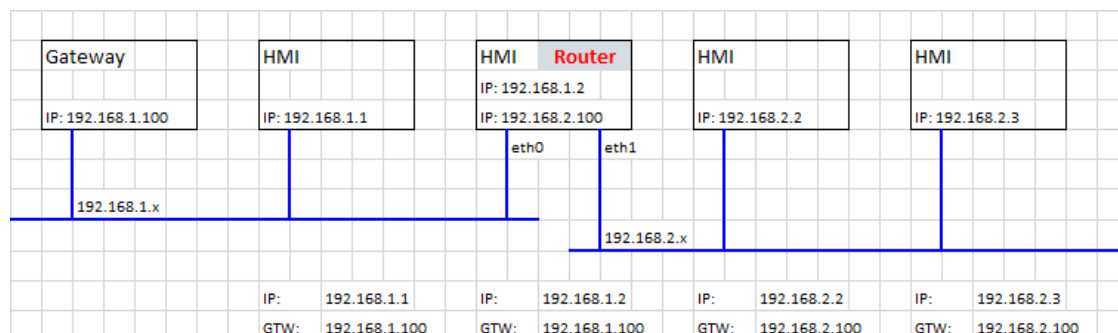 Gateway
IP: 192.168.1.100
HMI
IP: 192.168.1.1
HMI Router
IP: 192.168.1.2
IP: 192.168.2.100
HMI
IP: 192.168.2.2
HMI
IP: 192.168.2.3
eth0
eth1
192.168.1.x
192.168.2.x
IP: 192.168.1.1
GTW: 192.168.1.100
IP: 192.168.1.2
GTW: 192.168.1.100
IP: 192.168.2.2
GTW: 192.168.2.100
IP: 192.168.2.3
GTW: 192.168.2.100